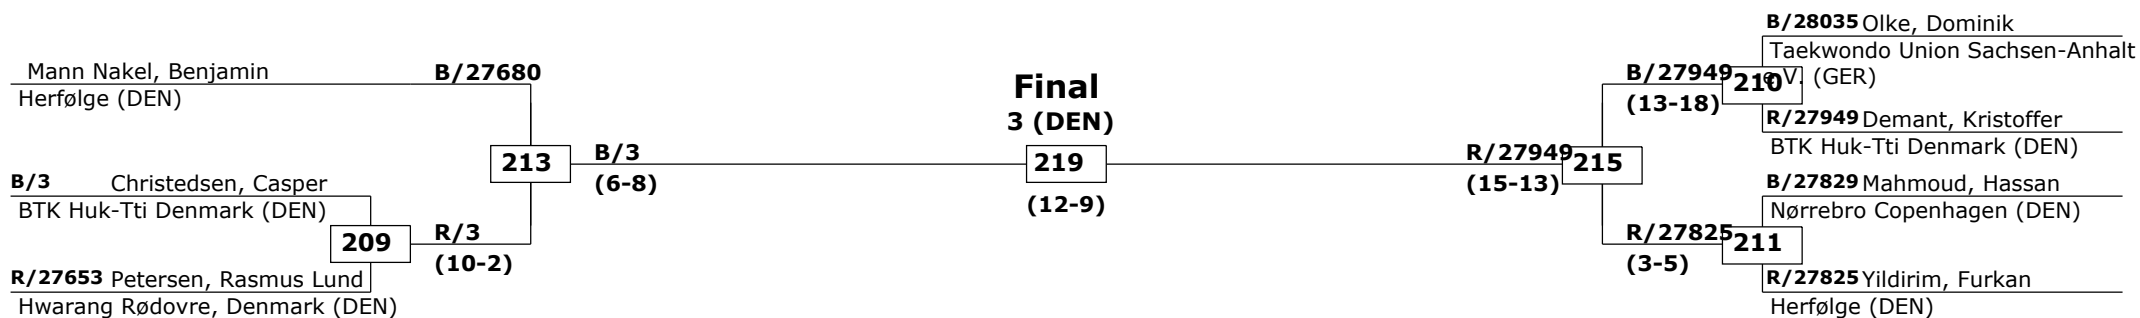 Mann Nakel, Benjamin
B/27680
Herfølge (DEN)
B/3 Christedsen, Casper
BTK Huk-Tti Denmark (DEN)
209
R/3
(10-2)
R/27653 Petersen, Rasmus Lund
Hwarang Rødovre, Denmark (DEN)
213
B/3
(6-8)
Final
3 (DEN)
219
(12-9)
R/27949
(15-13)
215
B/27949
(13-18)
210
B/28035 Olke, Dominik
Taekwondo Union Sachsen-Anhalt
e.V. (GER)
R/27949 Demant, Kristoffer
BTK Huk-Tti Denmark (DEN)
B/27829 Mahmoud, Hassan
Nørrebro Copenhagen (DEN)
R/27825
(3-5)
211
R/27825 Yildirim, Furkan
Herfølge (DEN)